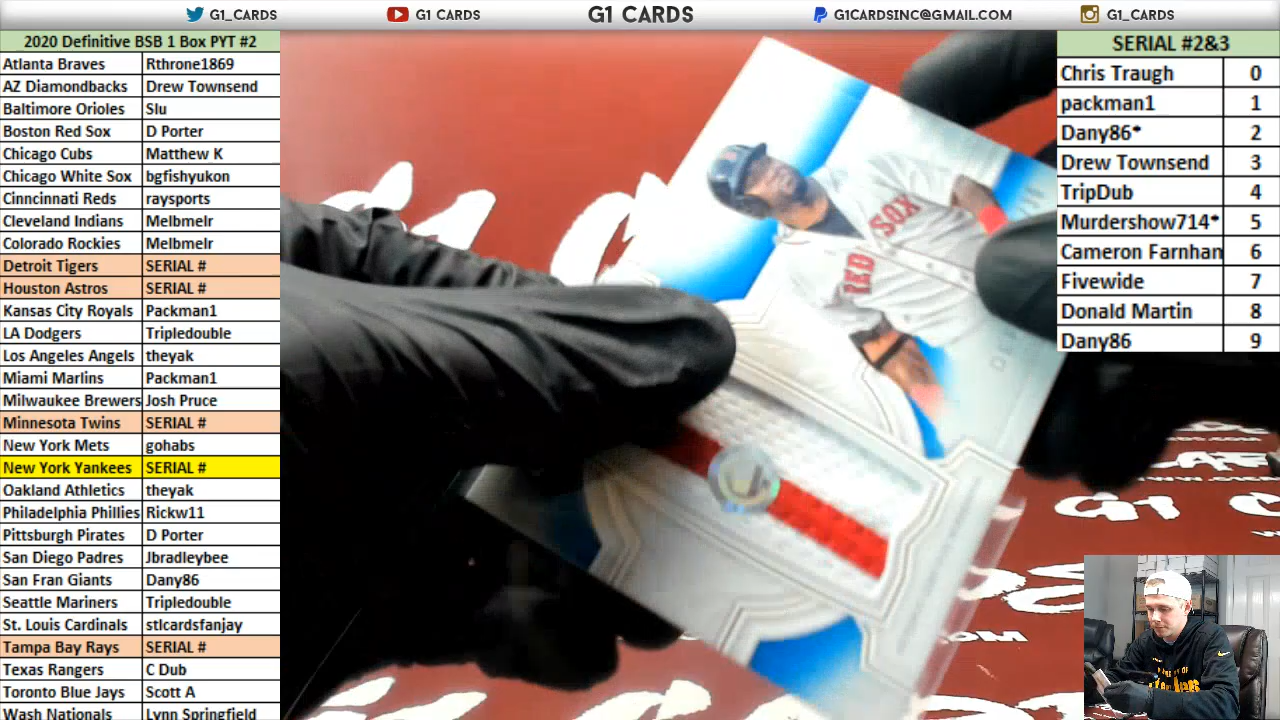 G1_CARDS
G1 CARDS
G1 CARDS
G1CARDSINC@GMAIL.COM
G1_CARDS
2020 Definitive BSB 1 Box PYT #2
Atlanta Braves Rthrone1869
AZ Diamondbacks Drew Townsend
Baltimore Orioles Slu
Boston Red Sox D Porter
Chicago Cubs Matthew K
Chicago White Sox bgfishyukon
Cinncinnati Reds raysports
Cleveland Indians Melbmelr
Colorado Rockies Melbmelr
Detroit Tigers SERIAL #
Houston Astros SERIAL #
Kansas City Royals Packman1
LA Dodgers Tripledouble
Los Angeles Angels theyak
Miami Marlins Packman1
Milwaukee Brewers Josh Pruce
Minnesota Twins SERIAL #
New York Mets gohabs
New York Yankees SERIAL #
Oakland Athletics theyak
Philadelphia Phillies Rickw11
Pittsburgh Pirates D Porter
San Diego Padres Jbradleybee
San Fran Giants Dany86
Seattle Mariners Tripledouble
St. Louis Cardinals stlcardsfanjay
Tampa Bay Rays SERIAL #
Texas Rangers C Dub
Toronto Blue Jays Scott A
Wash Nationals Lynn Springfield
SERIAL #2&3
Chris Traugh 0
packman1 1
Dany86* 2
Drew Townsend 3
TripDub 4
Murdershow714* 5
Cameron Farnhan 6
Fivewide 7
Donald Martin 8
Dany86 9
RED SOX
G1 C